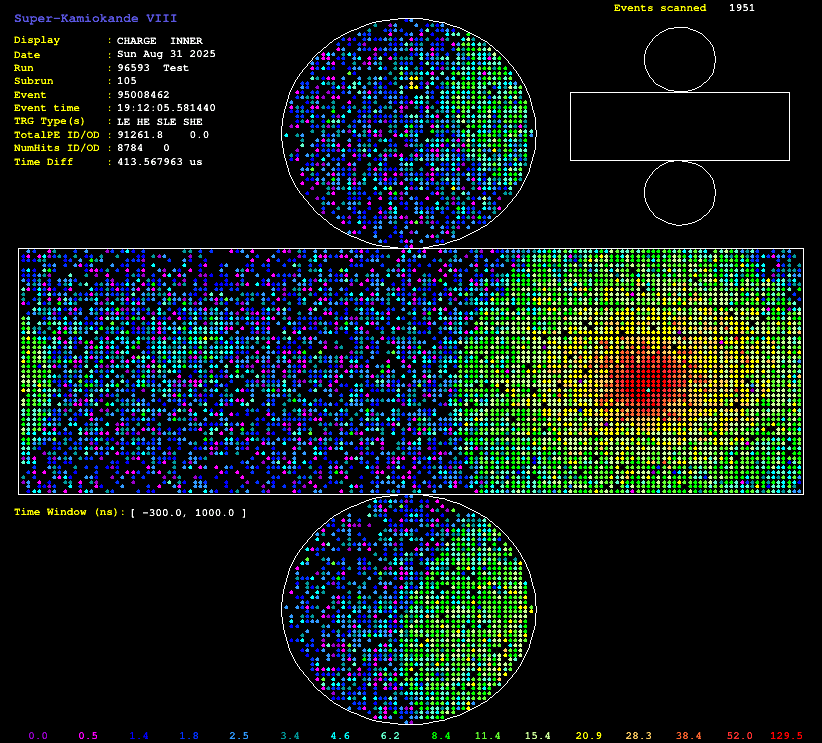 Super-Kamiokande VIII
Events scanned 1951
Display : CHARGE INNER
Date : Sun Aug 31 2025
Run : 96593 Test
Subrun : 105
Event : 95008462
Event time : 19:12:05.581440
TRG Type(s) : LE HE SLE SHE
TotalPE ID/OD : 91261.8 0.0
NumHits ID/OD : 8784 0
Time Diff : 413.567963 us
Time Window (ns): [ -300.0, 1000.0 ]
0.0 0.5 1.4 1.8 2.5 3.4 4.6 6.2 8.4 11.4 15.4 20.9 28.3 38.4 52.0 129.5